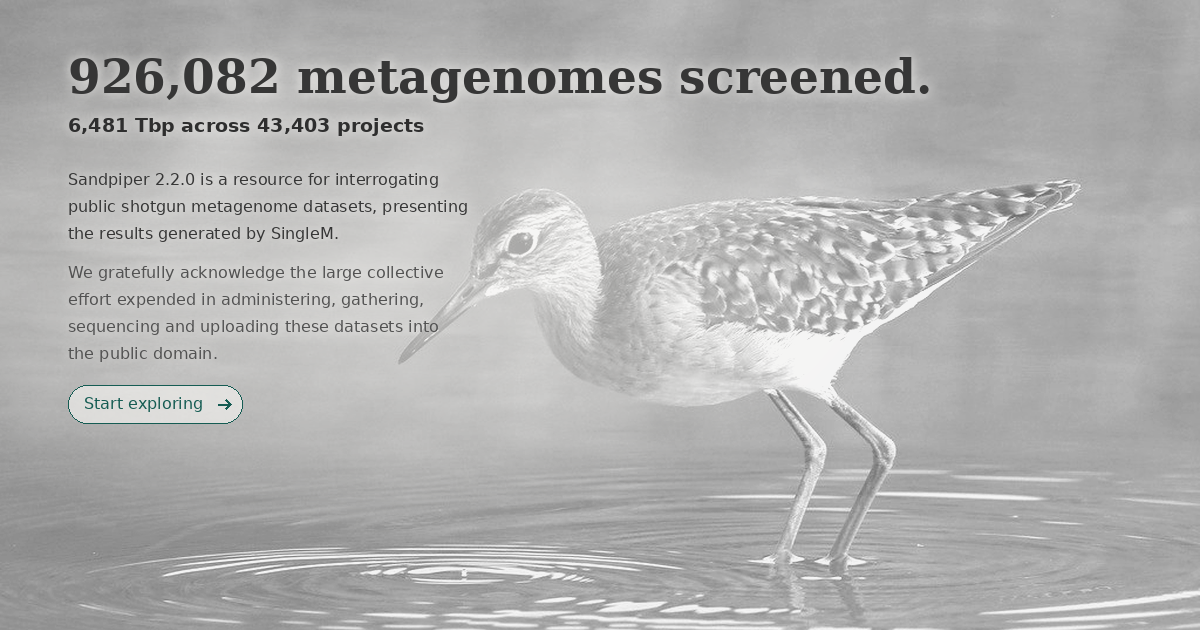 926,082 metagenomes screened.
6,481 Tbp across 43,403 projects
Sandpiper 2.2.0 is a resource for interrogating
public shotgun metagenome datasets, presenting
the results generated by SingleM.
We gratefully acknowledge the large collective
effort expended in administering, gathering,
sequencing and uploading these datasets into
the public domain.
Start exploring →